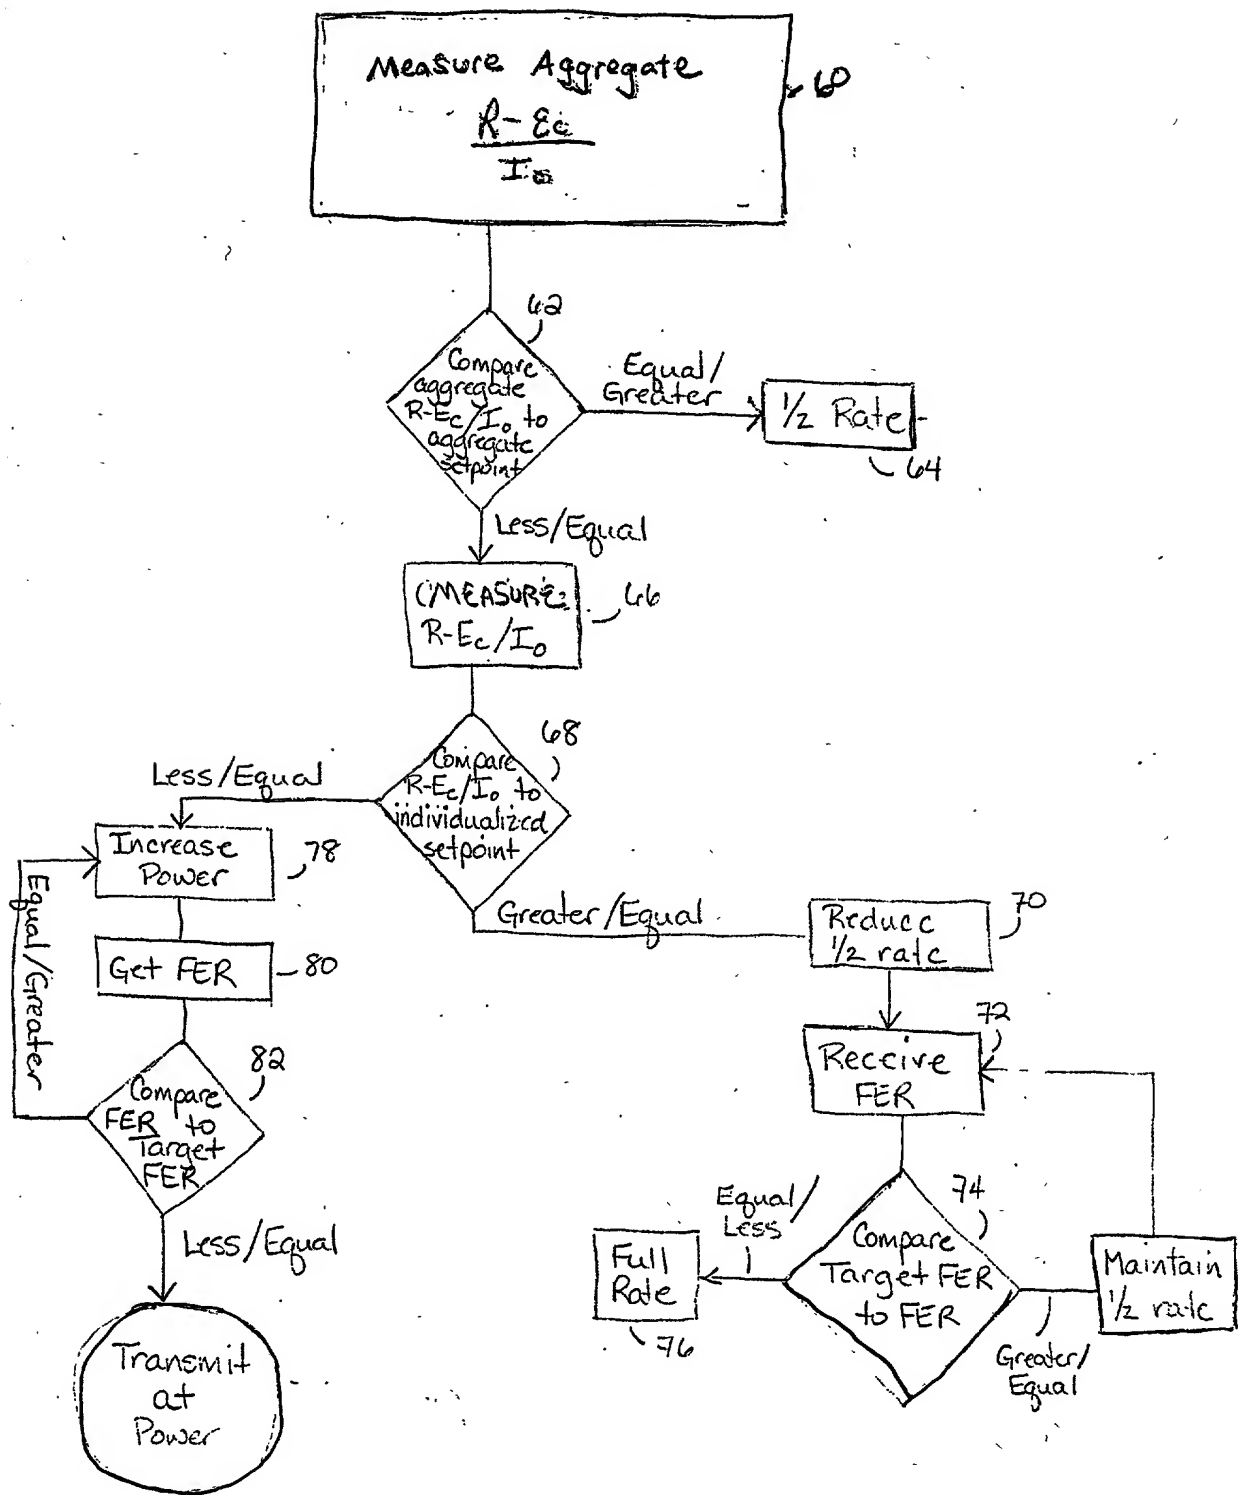 Measure Aggregate
R-Ec
Io
60
62
Compare
aggregate
R-Ec/Io to
aggregate
setpoint
Equal/
Greater
1/2 Rate
64
Less/Equal
MEASURE
R-Ec/Io
66
68
Compare
R-Ec/Io to
individualized
setpoint
Less/Equal
Increase
Power
78
Equal/Greater
Get FER
80
82
Compare
FER to
Target
FER
Less/Equal
Transmit
at
Power
Greater/Equal
Reduce
1/2 rate
70
72
Receive
FER
74
Equal/
Less
Compare
Target FER
to FER
Full
Rate
76
Maintain
1/2 rate
Greater/
Equal